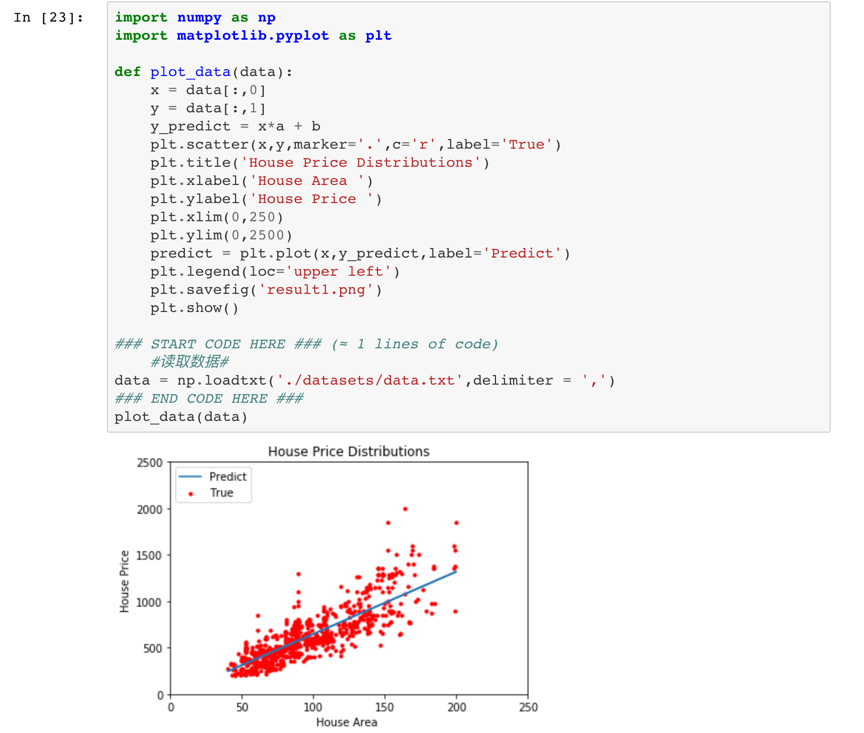 In [23]:
import numpy as np
import matplotlib.pyplot as plt
def plot_data(data):
    x = data[:,0]
    y = data[:,1]
    y_predict = x*a + b
    plt.scatter(x,y,marker='.',c='r',label='True')
    plt.title('House Price Distributions')
    plt.xlabel('House Area ')
    plt.ylabel('House Price ')
    plt.xlim(0,250)
    plt.ylim(0,2500)
    predict = plt.plot(x,y_predict,label='Predict')
    plt.legend(loc='upper left')
    plt.savefig('result1.png')
    plt.show()
### START CODE HERE ### (≈ 1 lines of code)
    #读取数据#
data = np.loadtxt('./datasets/data.txt',delimiter = ',')
### END CODE HERE ###
plot_data(data)
House Price Distributions
2500
2000
1500
1000
500
0
House Price
Predict
True
0 50 100 150 200 250
House Area